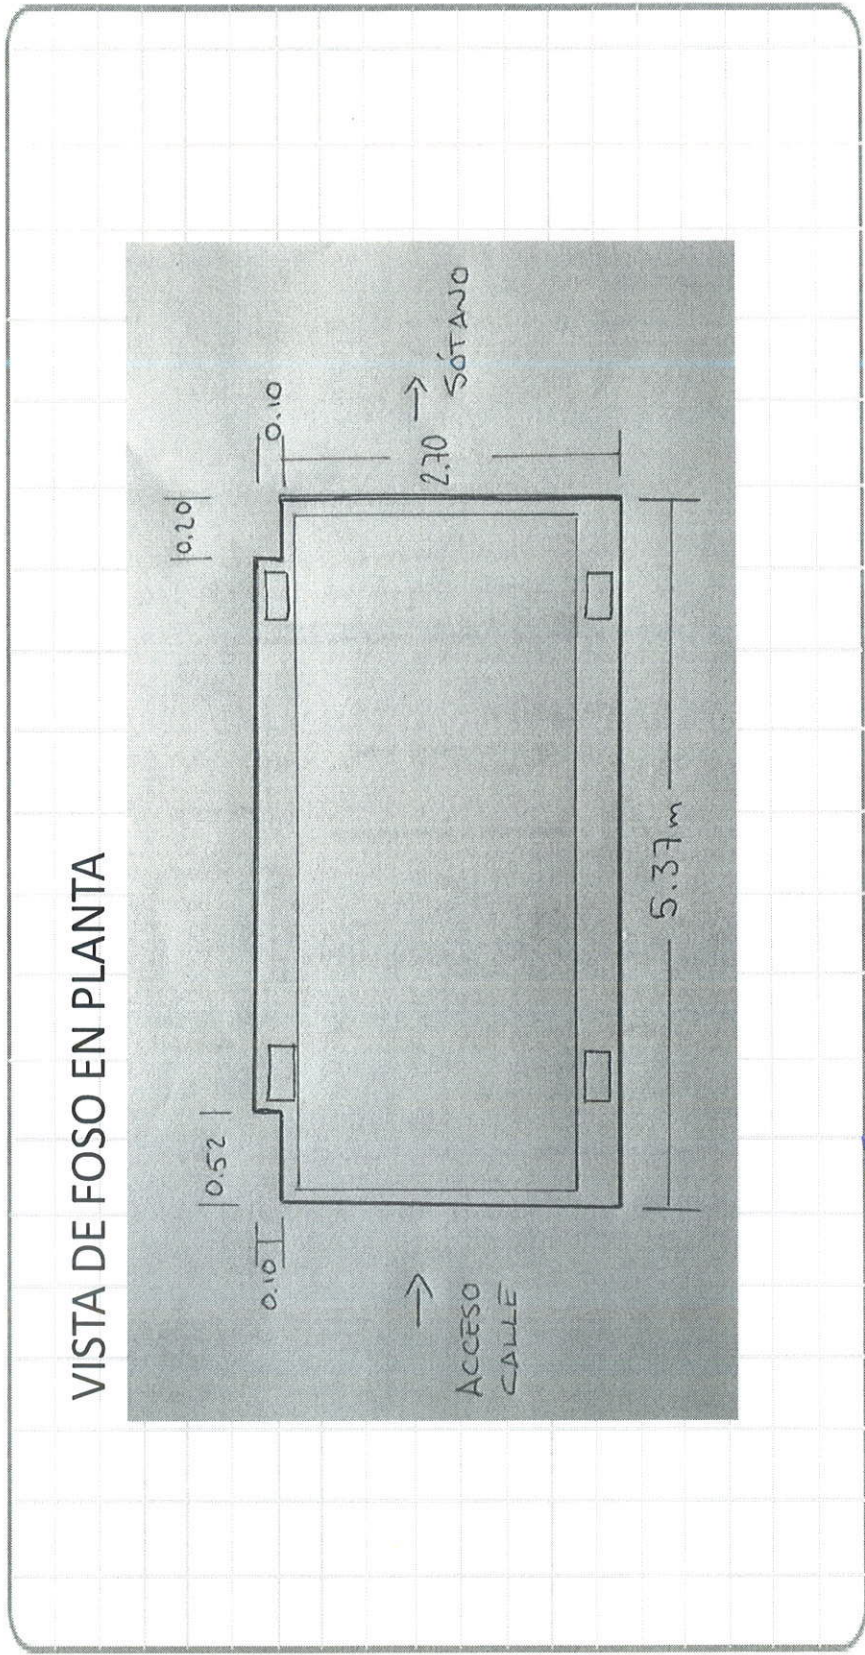 VISTA DE FOSO EN PLANTA
0.20
0.52
0.10
0.10
2.70
→
SÓTANO
→
ACCESO
CALLE
5.37m